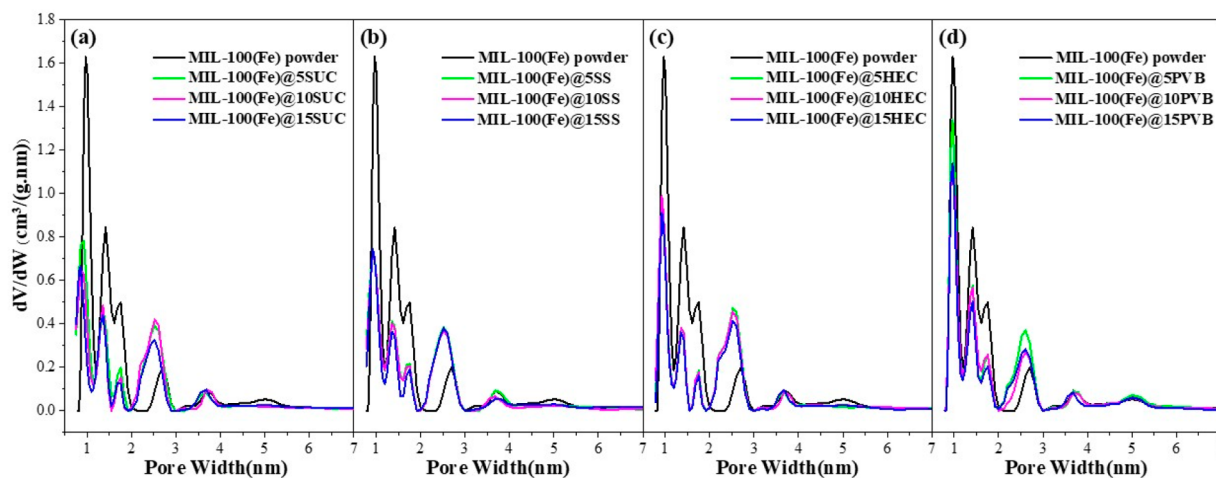 (a)
MIL-100(Fe) powder
MIL-100(Fe)@5SUC
MIL-100(Fe)@10SUC
MIL-100(Fe)@15SUC
(b)
MIL-100(Fe) powder
MIL-100(Fe)@5SS
MIL-100(Fe)@10SS
MIL-100(Fe)@15SS
(c)
MIL-100(Fe) powder
MIL-100(Fe)@5HEC
MIL-100(Fe)@10HEC
MIL-100(Fe)@15HEC
(d)
MIL-100(Fe) powder
MIL-100(Fe)@5PVB
MIL-100(Fe)@10PVB
MIL-100(Fe)@15PVB
dV/dW (cm³/(g.nm)
1.8
1.6
1.4
1.2
1.0
0.8
0.6
0.4
0.2
0.0
1 2 3 4 5 6 7
1 2 3 4 5 6 7
1 2 3 4 5 6 7
1 2 3 4 5 6 7
Pore Width(nm)
Pore Width(nm)
Pore Width(nm)
Pore Width(nm)